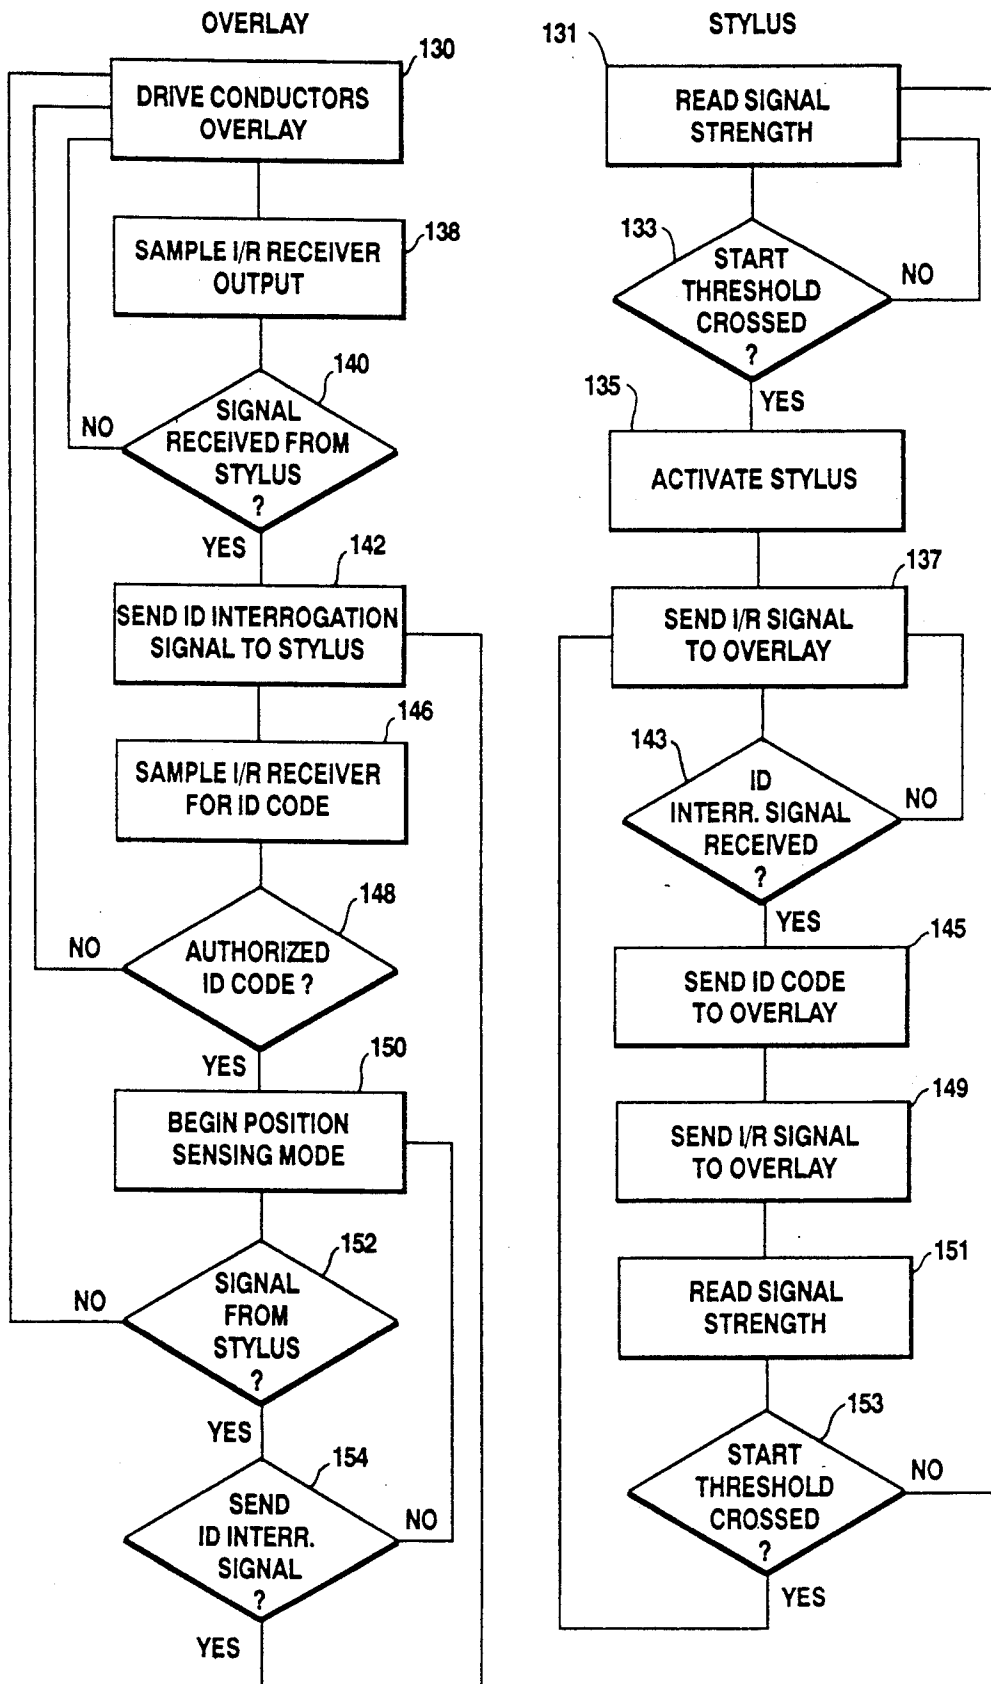 OVERLAY
130
DRIVE CONDUCTORS
OVERLAY
SAMPLE I/R RECEIVER
OUTPUT
138
140
SIGNAL
RECEIVED FROM
STYLUS
?
NO
YES
142
SEND ID INTERROGATION
SIGNAL TO STYLUS
146
SAMPLE I/R RECEIVER
FOR ID CODE
148
AUTHORIZED
ID CODE ?
NO
YES
150
BEGIN POSITION
SENSING MODE
152
SIGNAL
FROM
STYLUS
?
NO
YES
154
SEND
ID INTERR.
SIGNAL
?
NO
YES
STYLUS
131
READ SIGNAL
STRENGTH
133
START
THRESHOLD
CROSSED
?
NO
YES
135
ACTIVATE STYLUS
137
SEND I/R SIGNAL
TO OVERLAY
143
ID
INTERR. SIGNAL
RECEIVED
?
NO
YES
145
SEND ID CODE
TO OVERLAY
149
SEND I/R SIGNAL
TO OVERLAY
151
READ SIGNAL
STRENGTH
153
START
THRESHOLD
CROSSED
?
NO
YES